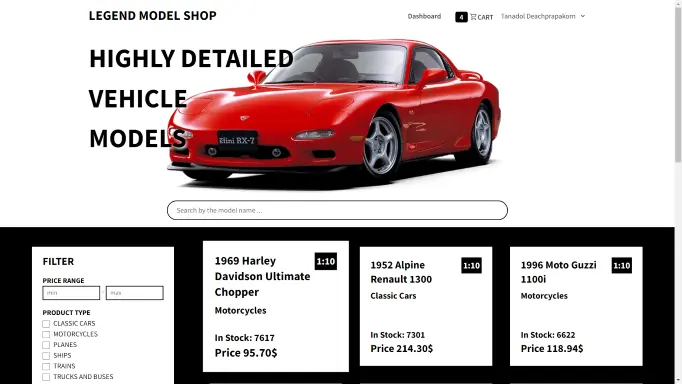 LEGEND MODEL SHOP
Dashboard
4 CART
Tanadol Deachprapakorn
HIGHLY DETAILED
VEHICLE
MODELS
Efini RX-7
Search by the model name ...
FILTER
PRICE RANGE
min
max
PRODUCT TYPE
CLASSIC CARS
MOTORCYCLES
PLANES
SHIPS
TRAINS
TRUCKS AND BUSES
1969 Harley
Davidson Ultimate
Chopper
1:10
Motorcycles
In Stock: 7617
Price 95.70$
1952 Alpine
Renault 1300
1:10
Classic Cars
In Stock: 7301
Price 214.30$
1996 Moto Guzzi
1100i
1:10
Motorcycles
In Stock: 6622
Price 118.94$